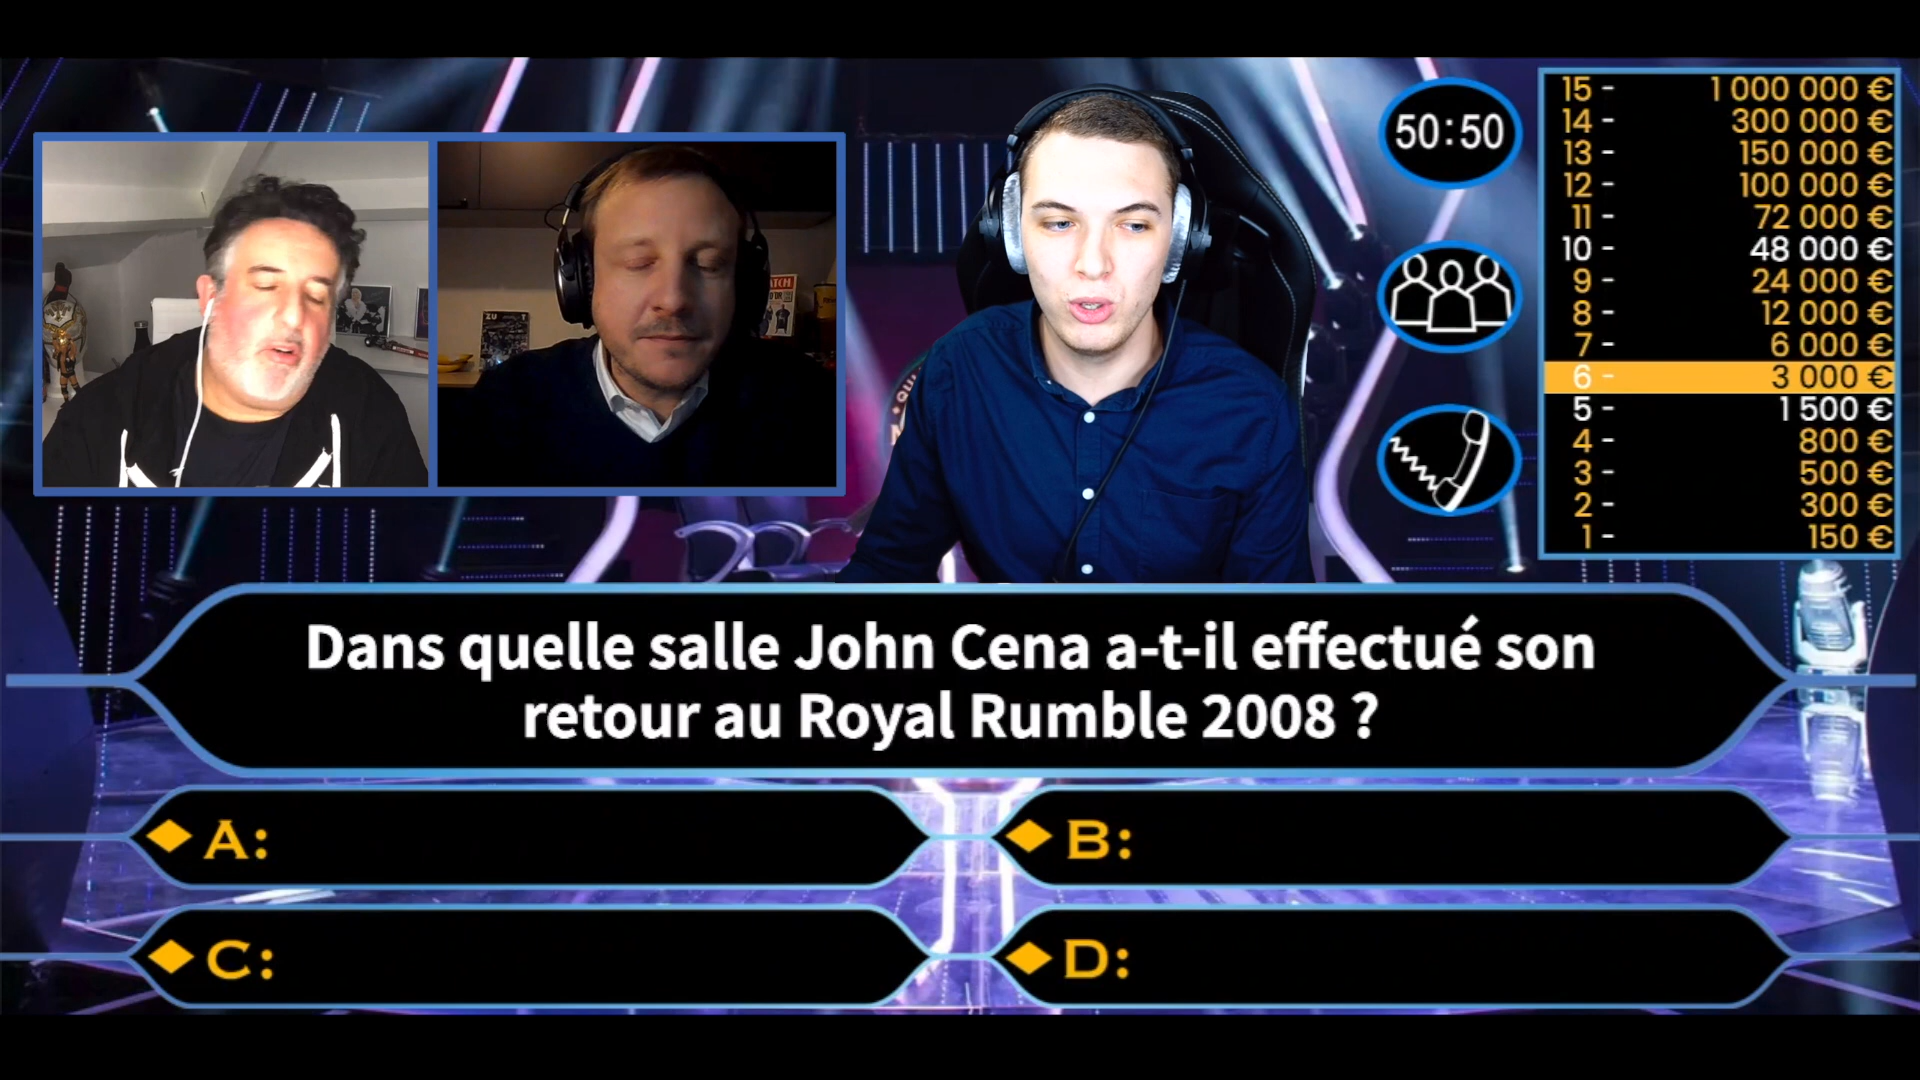 50:50
15 - 1 000 000 €
14 - 300 000 €
13 - 150 000 €
12 - 100 000 €
11 - 72 000 €
10 - 48 000 €
9 - 24 000 €
8 - 12 000 €
7 - 6 000 €
6 - 3 000 €
5 - 1 500 €
4 - 800 €
3 - 500 €
2 - 300 €
1 - 150 €
Dans quelle salle John Cena a-t-il effectué son
retour au Royal Rumble 2008 ?
A:
B:
C:
D: